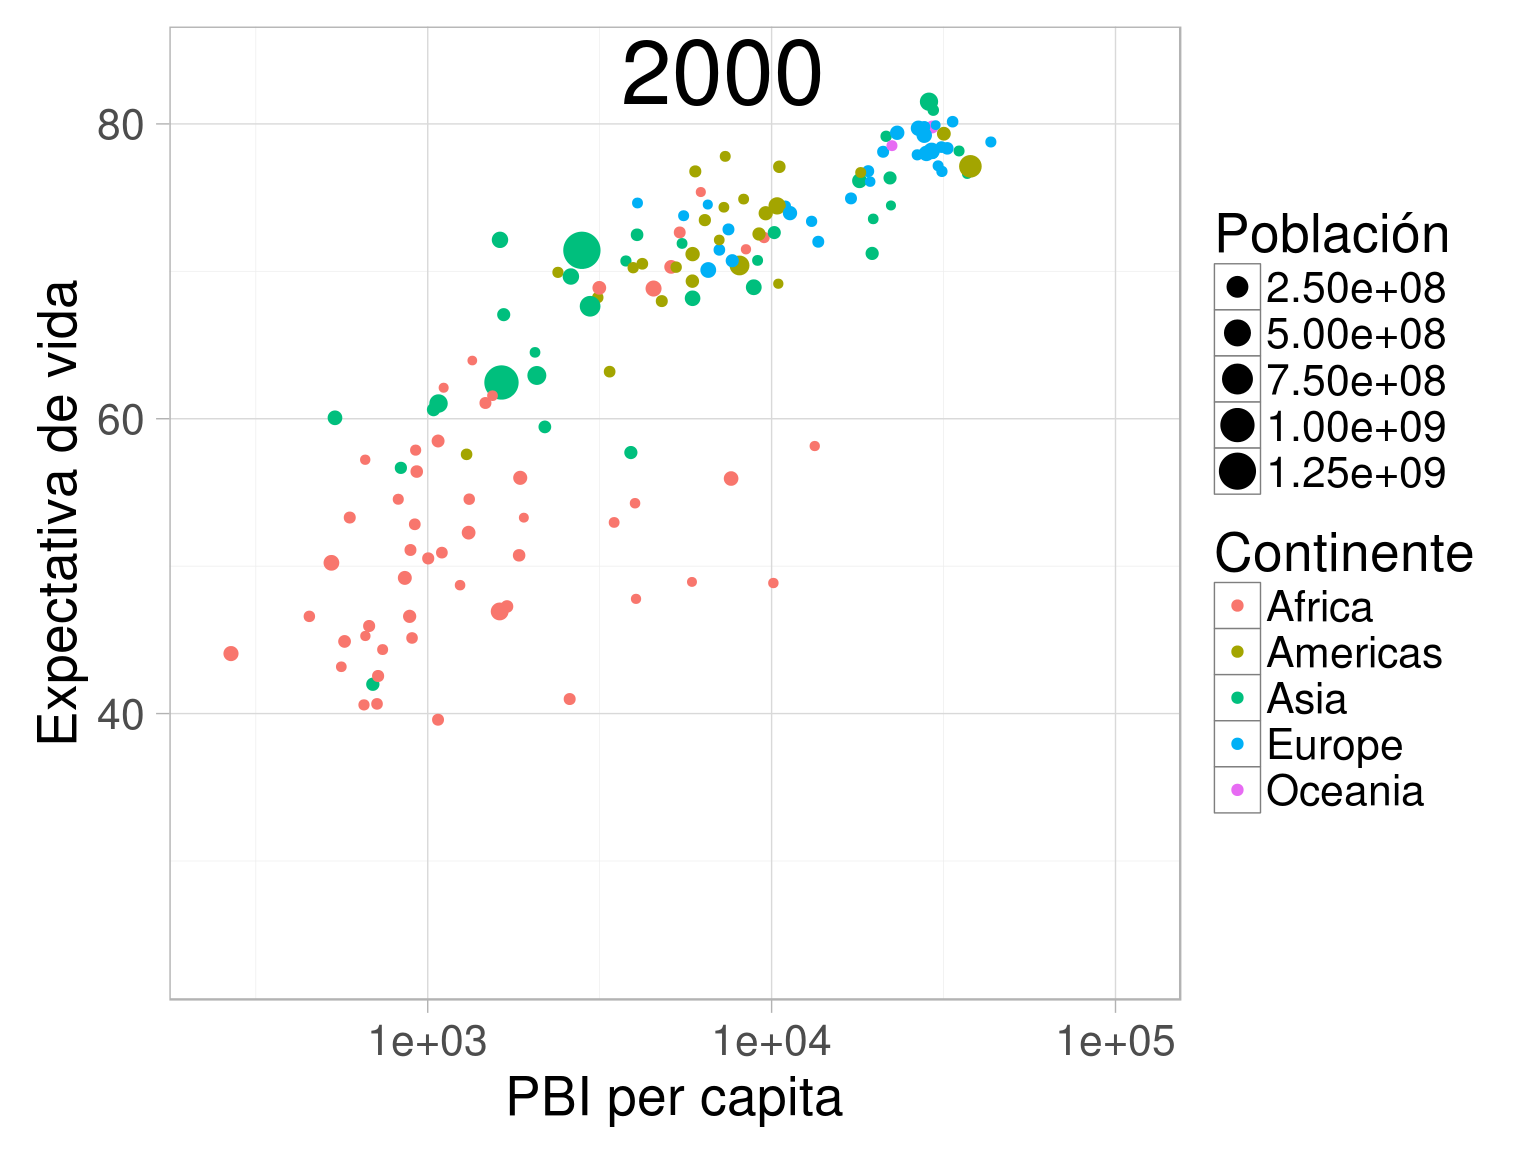 2000
80
60
40
Expectativa de vida
1e+03
1e+04
1e+05
PBI per capita
Población
2.50e+08
5.00e+08
7.50e+08
1.00e+09
1.25e+09
Continente
Africa
Americas
Asia
Europe
Oceania